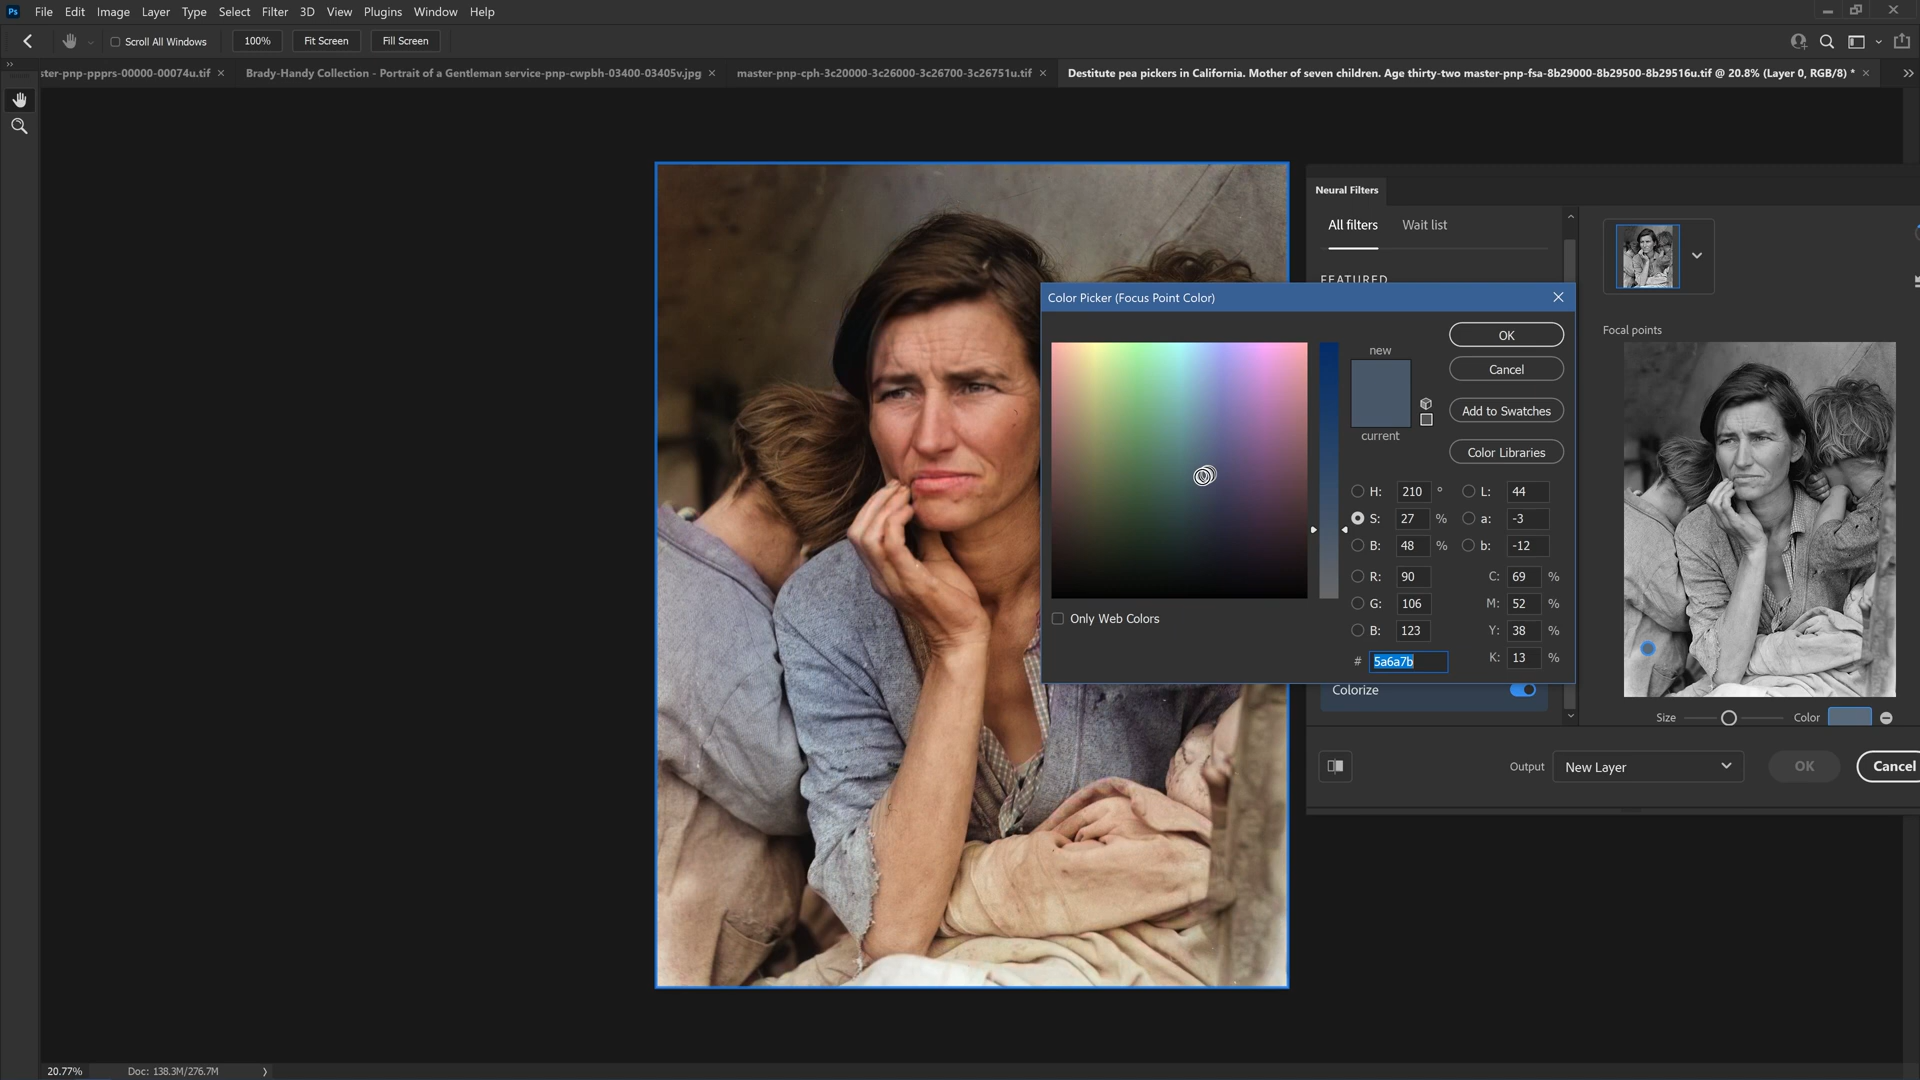 Ps File Edit Image Layer Type Select Filter 3D View Plugins Window Help
Scroll All Windows 100% Fit Screen Fill Screen
ster-pnp-ppprs-00000-00074u.tif × Brady-Handy Collection - Portrait of a Gentleman service-pnp-cwpbh-03400-03405v.jpg × master-pnp-cph-3c20000-3c26000-3c26700-3c26751u.tif × Destitute pea pickers in California. Mother of seven children. Age thirty-two master-pnp-fsa-8b29000-8b29500-8b29516u.tif @ 20.8% (Layer 0, RGB/8) * ×
Neural Filters
All filters Wait list
FEATURED
Color Picker (Focus Point Color)
new
current
OK
Cancel
Add to Swatches
Color Libraries
H: 210 ° L: 44
S: 27 % a: -3
B: 48 % b: -12
R: 90 C: 69 %
G: 106 M: 52 %
B: 123 Y: 38 %
# 5a6a7b K: 13 %
Only Web Colors
Colorize
Focal points
Size Color
Output New Layer OK Cancel
20.77% Doc: 138.3M/276.7M